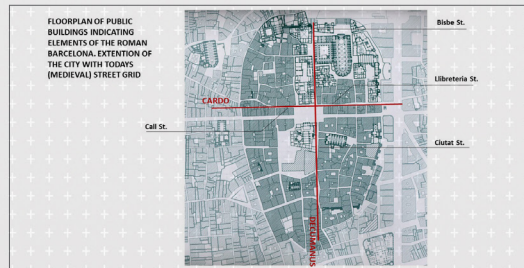 FLOORPLAN OF PUBLIC
BUILDINGS INDICATING
ELEMENTS OF THE ROMAN
BARCELONA. EXTENTION OF
THE CITY WITH TODAYS
(MEDIEVAL) STREET GRID
Bisbe St.
Llibreteria St.
CARDO
Call St.
Ciutat St.
DECUMANUS